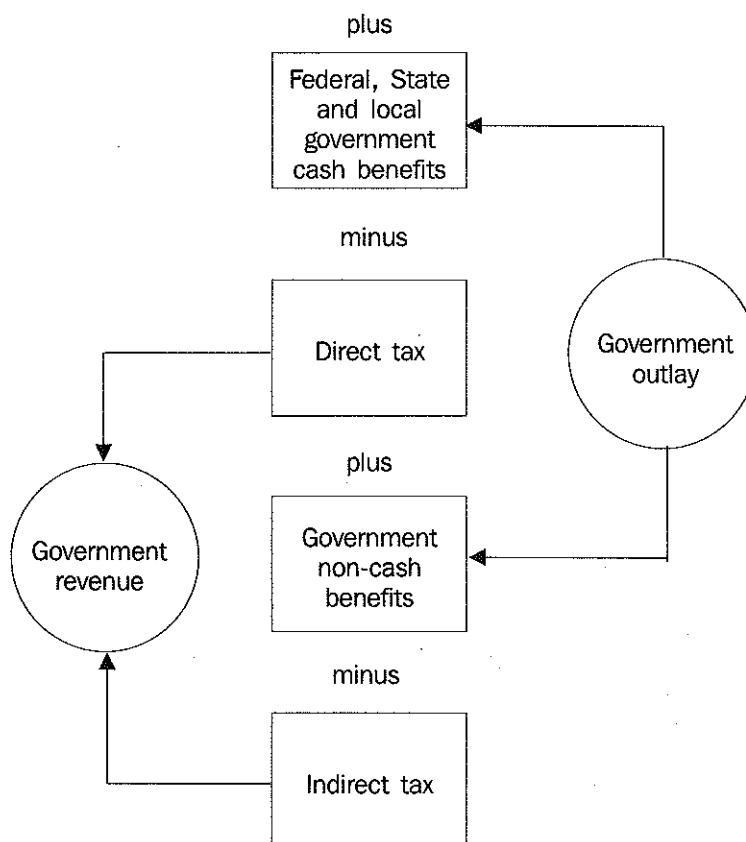 plus
Federal, State
and local
government
cash benefits
minus
Direct tax
Government
outlay
plus
Government
revenue
Government
non-cash
benefits
minus
Indirect tax